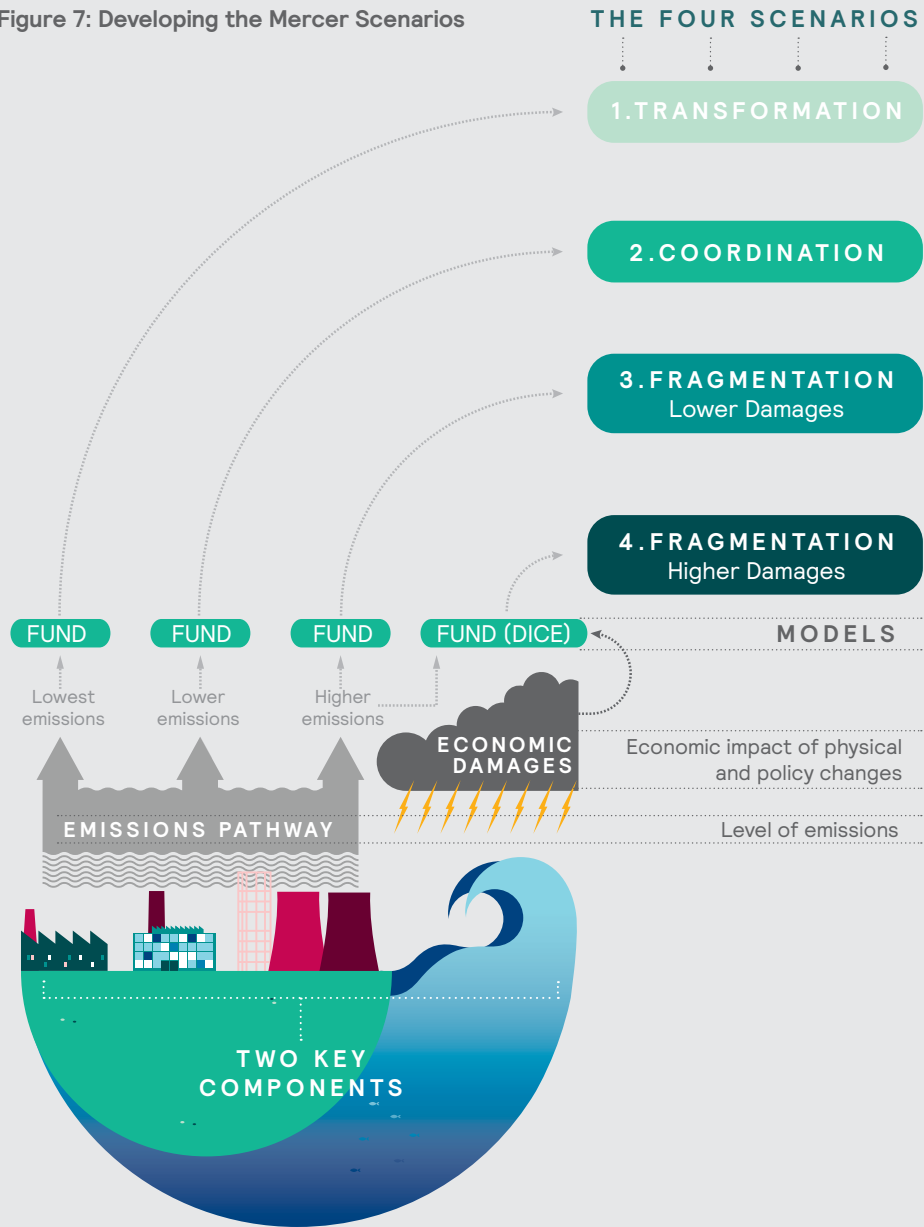 Figure 7: Developing the Mercer Scenarios
THE FOUR SCENARIOS
1.TRANSFORMATION
2.COORDINATION
3.FRAGMENTATION
Lower Damages
4.FRAGMENTATION
Higher Damages
FUND
FUND
FUND
FUND (DICE)
MODELS
Lowest
emissions
Lower
emissions
Higher
emissions
ECONOMIC
DAMAGES
Economic impact of physical
and policy changes
EMISSIONS PATHWAY
Level of emissions
TWO KEY
COMPONENTS